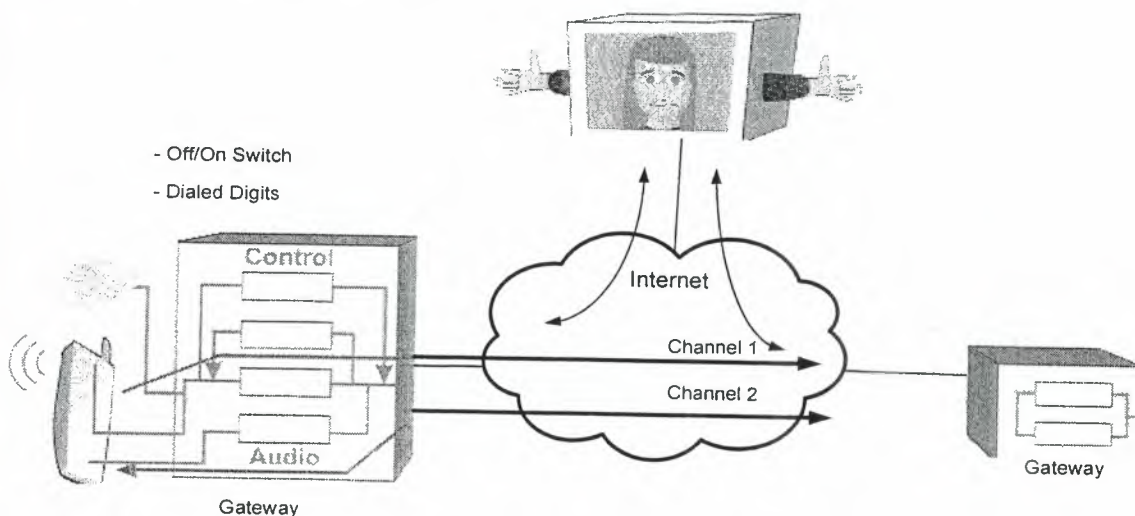 - Off/On Switch
- Dialed Digits
Control
Internet
Channel 1
Channel 2
Audio
Gateway
Gateway